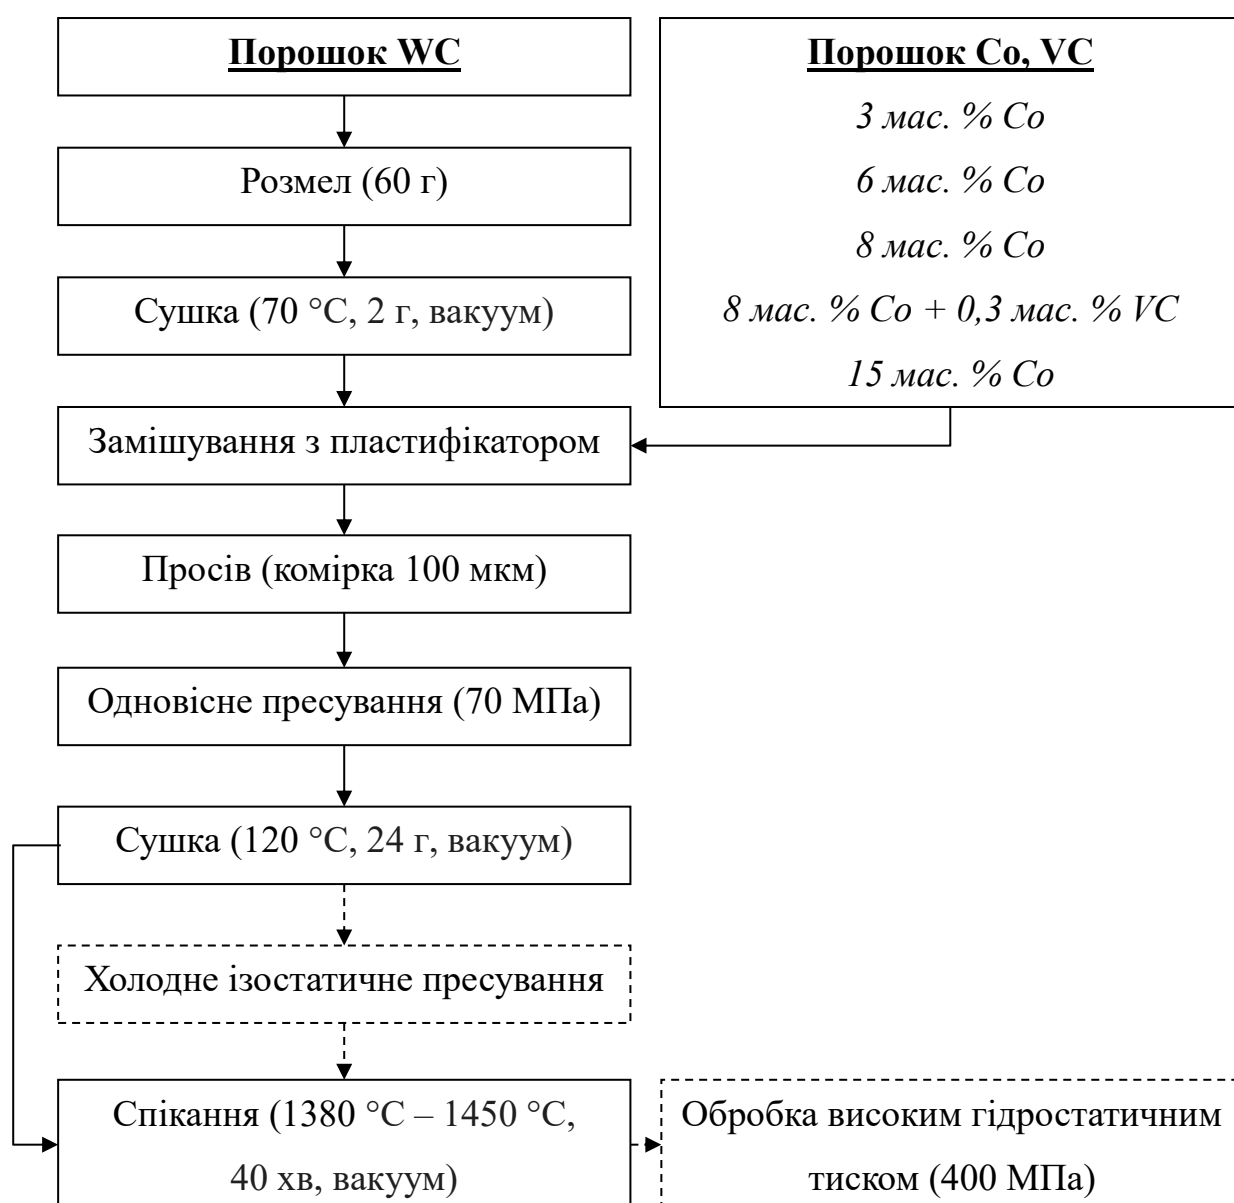 Порошок WC
Розмел (60 г)
Сушка (70 °С, 2 г, вакуум)
Порошок Co, VC
3 мас. % Co
6 мас. % Co
8 мас. % Co
8 мас. % Co + 0,3 мас. % VC
15 мас. % Co
Замішування з пластифікатором
Просів (комірка 100 мкм)
Одновісне пресування (70 МПа)
Сушка (120 °С, 24 г, вакуум)
Холодне ізостатичне пресування
Спікання (1380 °С – 1450 °С,
40 хв, вакуум)
Обробка високим гідростатичним
тиском (400 МПа)